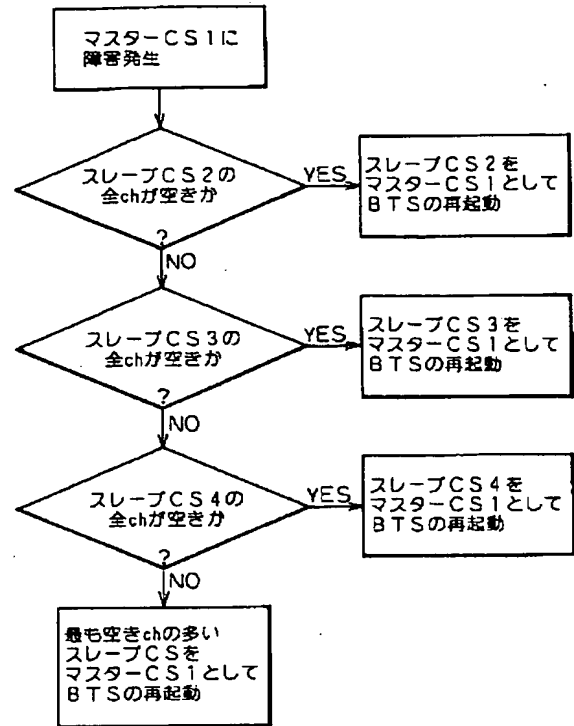 マスターCS1に
障害発生
スレーブCS2の
全chが空きか
?
YES
スレーブCS2を
マスターCS1として
BTSの再起動
NO
スレーブCS3の
全chが空きか
?
YES
スレーブCS3を
マスターCS1として
BTSの再起動
NO
スレーブCS4の
全chが空きか
?
YES
スレーブCS4を
マスターCS1として
BTSの再起動
NO
最も空きchの多い
スレーブCSを
マスターCS1として
BTSの再起動